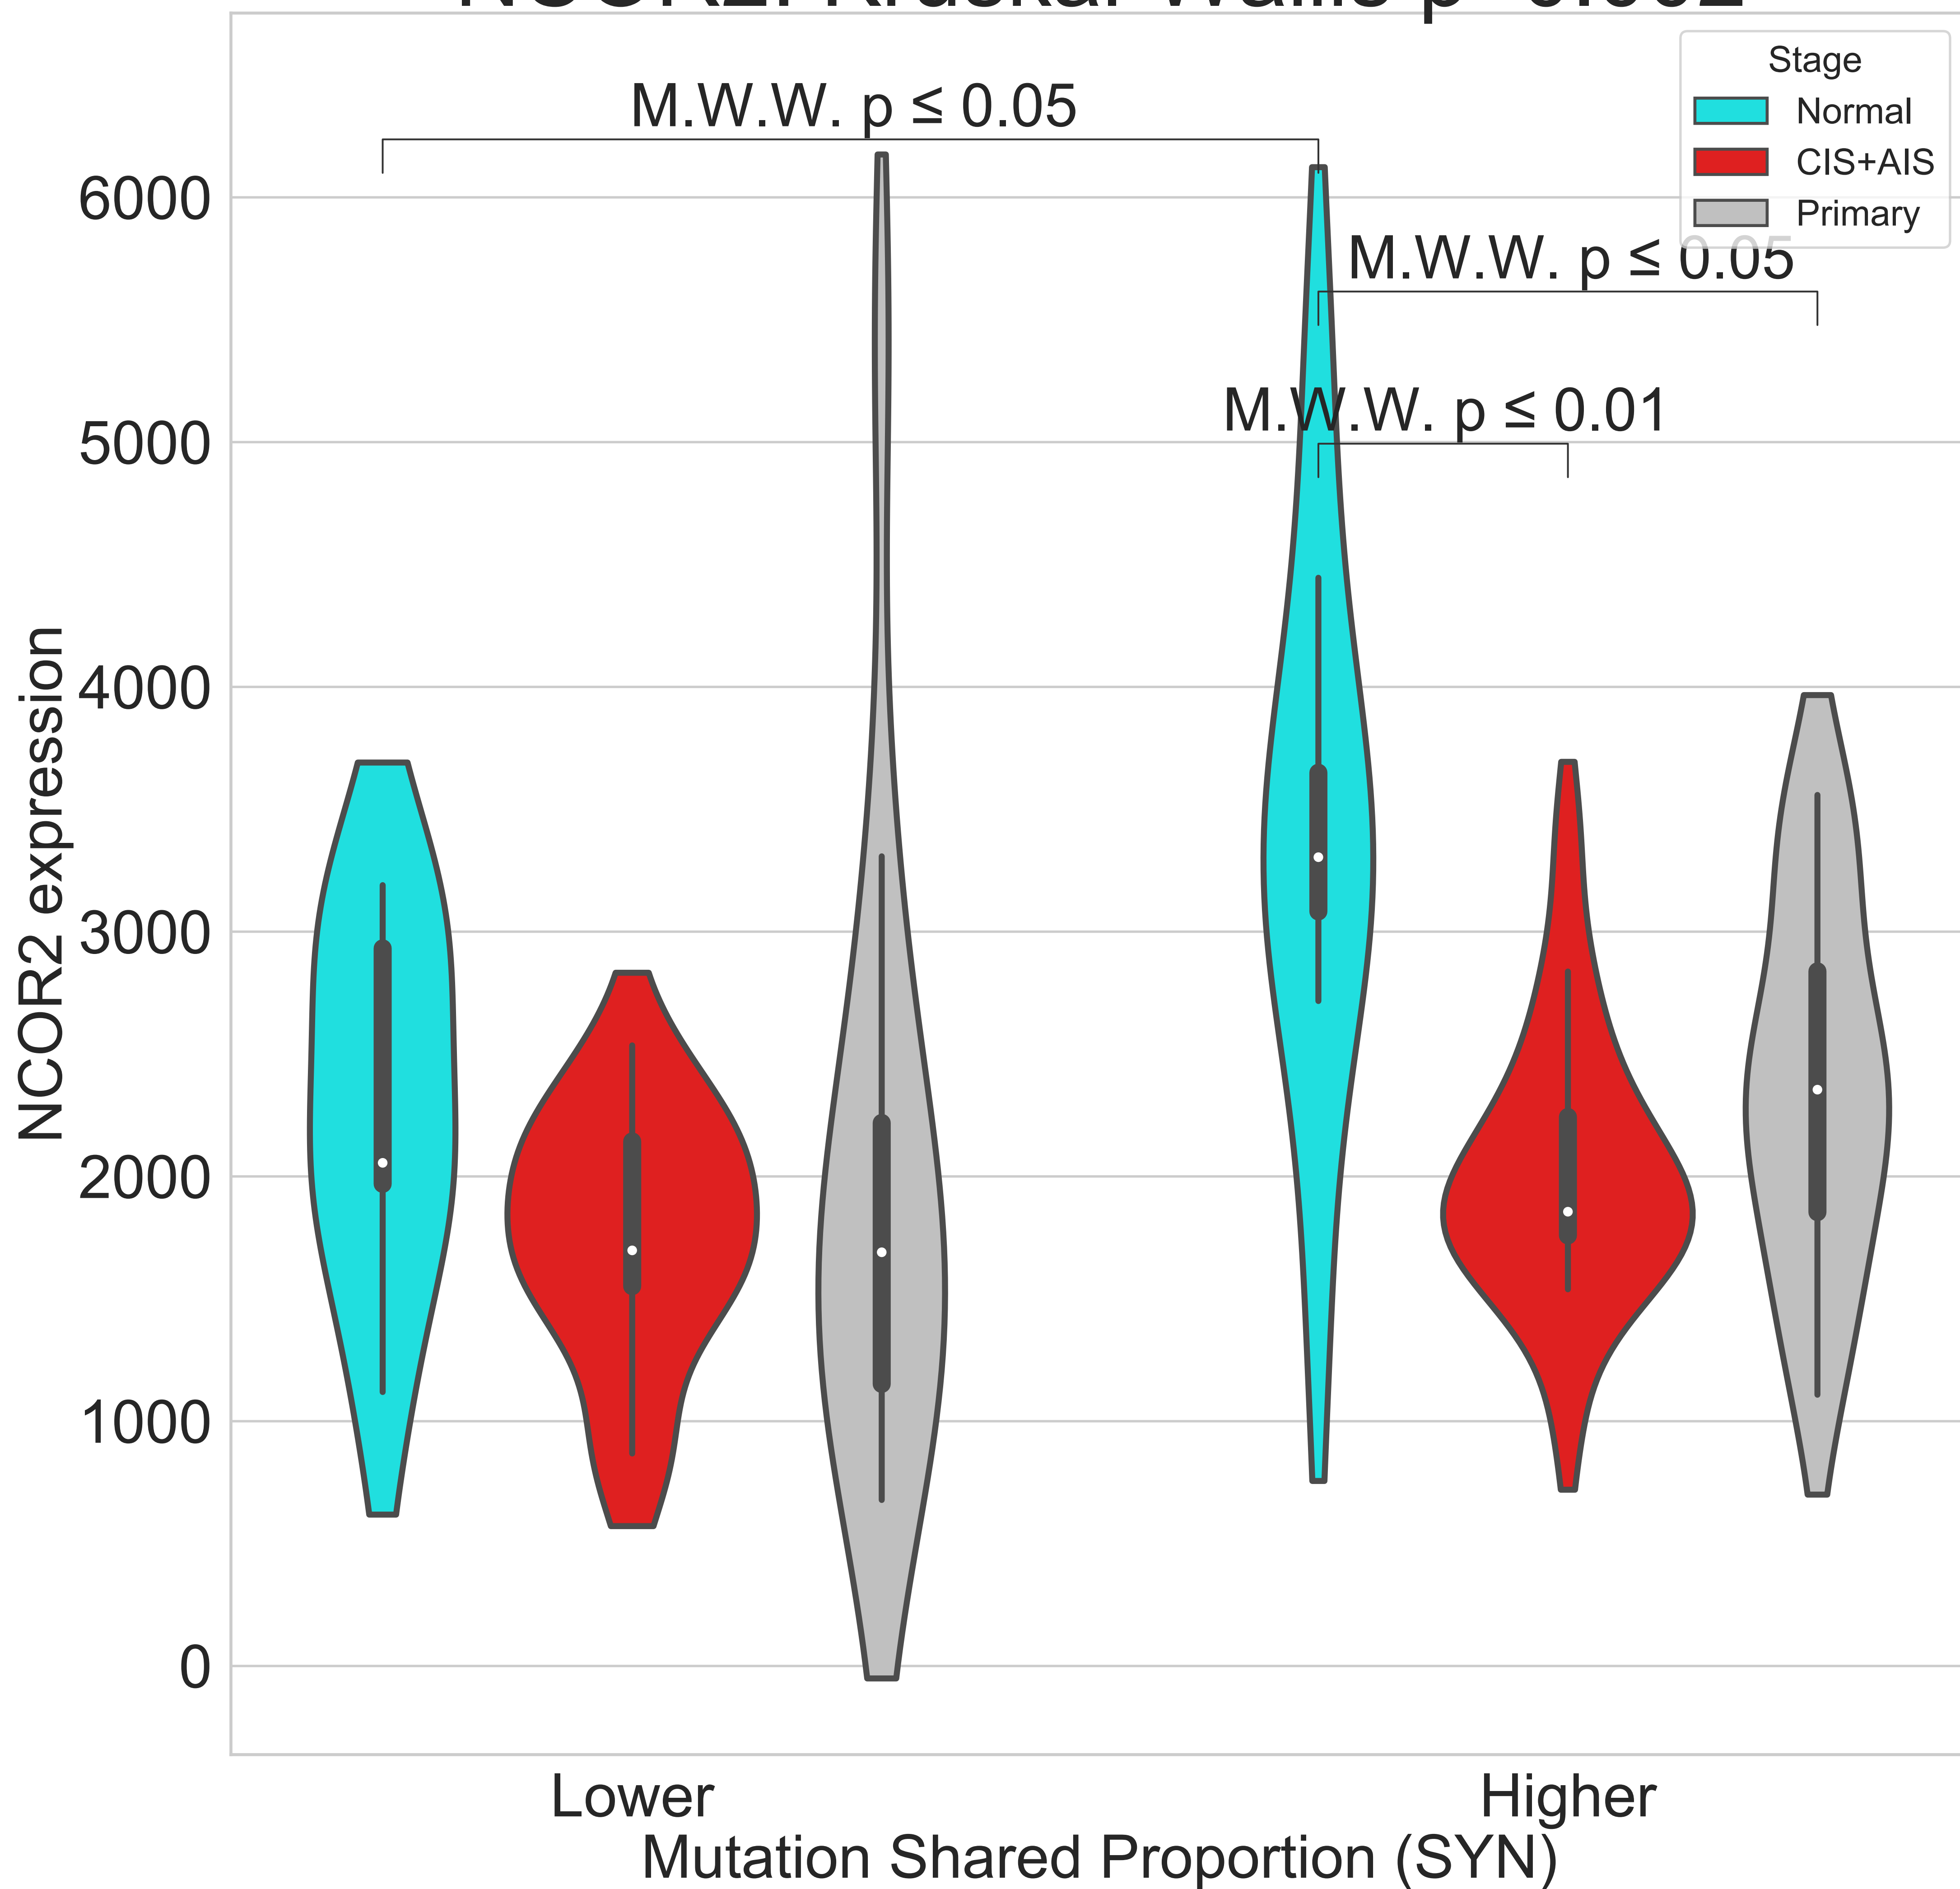 M.W.W. p ≤ 0.05
Stage
Normal
CIS+AIS
Primary
M.W.W. p ≤ 0.05
M.W.W. p ≤ 0.01
6000
5000
4000
3000
2000
1000
0
NCOR2 expression
Lower
Higher
Mutation Shared Proportion (SYN)